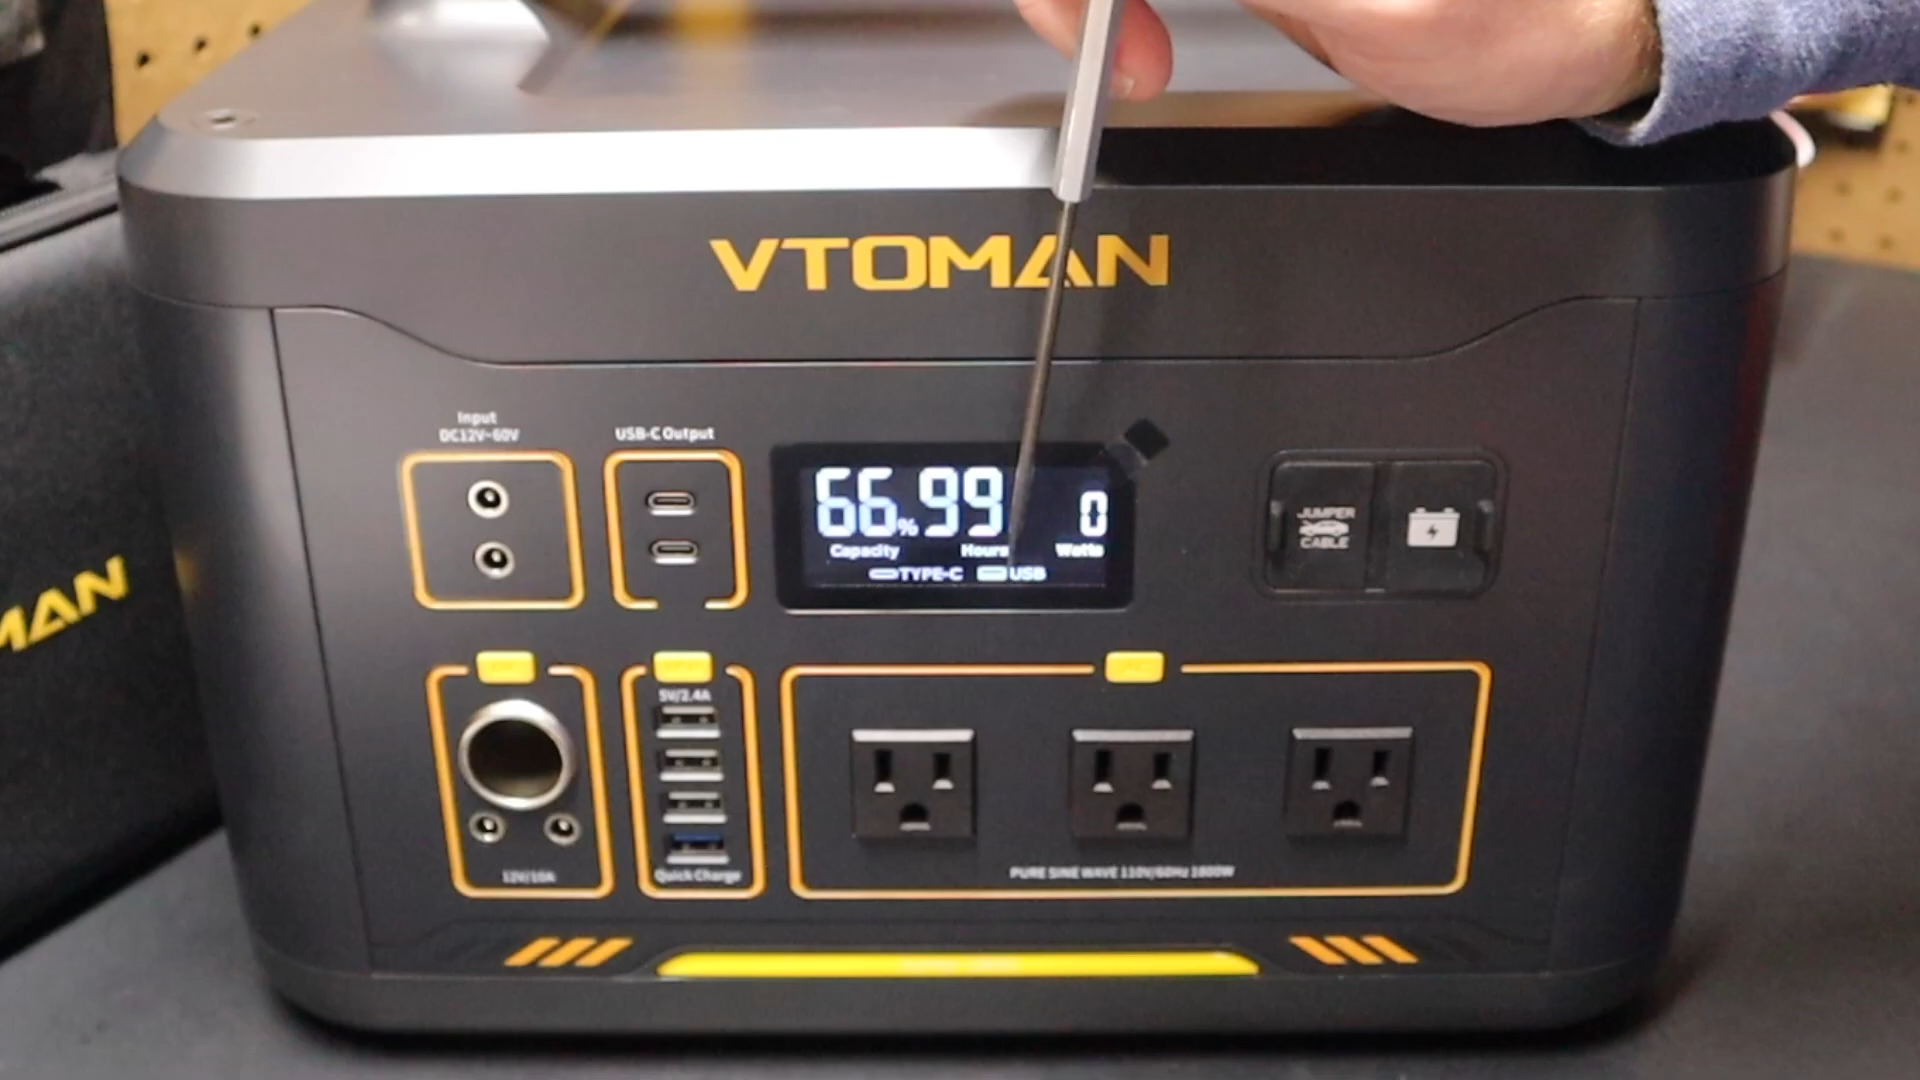 VTOMAN
Input
DC12V~60V
USB-C Output
66% 99 0
Capacity Hours Watts
TYPE-C USB
JUMPER
CABLE
MAN
5V/2.4A
12V/10A
Quick Charge
PURE SINE WAVE 110V/60Hz 1800W